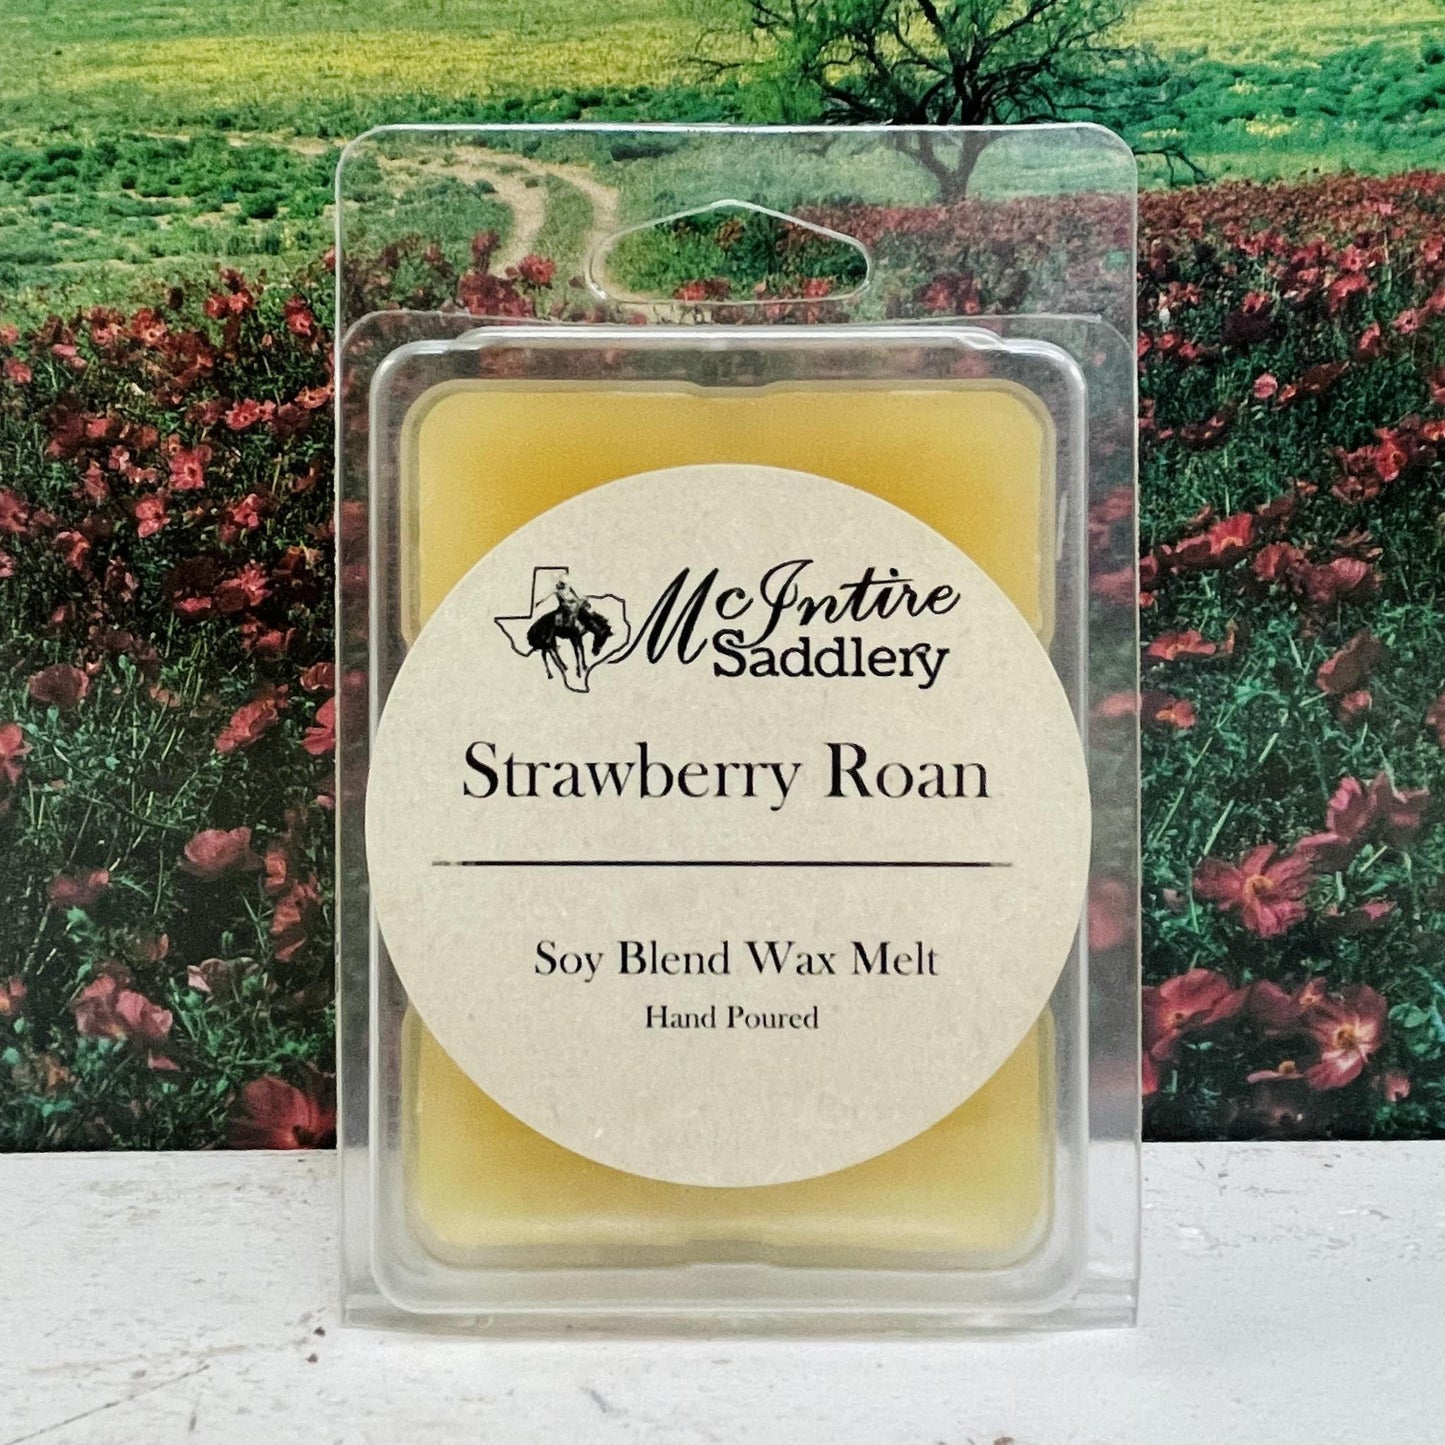 McIntire
Saddlery
Strawberry Roan
Soy Blend Wax Melt
Hand Poured